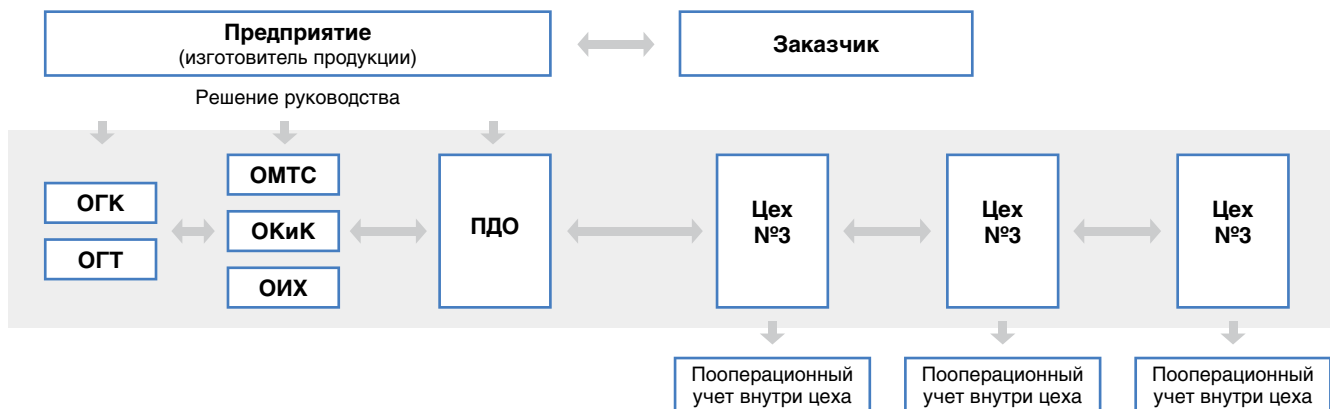 Предприятие
(изготовитель продукции)
Заказчик
Решение руководства
ОГК
ОГТ
ОМТС
ОКиК
ОИХ
ПДО
Цех
№3
Цех
№3
Цех
№3
Пооперационный
учет внутри цеха
Пооперационный
учет внутри цеха
Пооперационный
учет внутри цеха